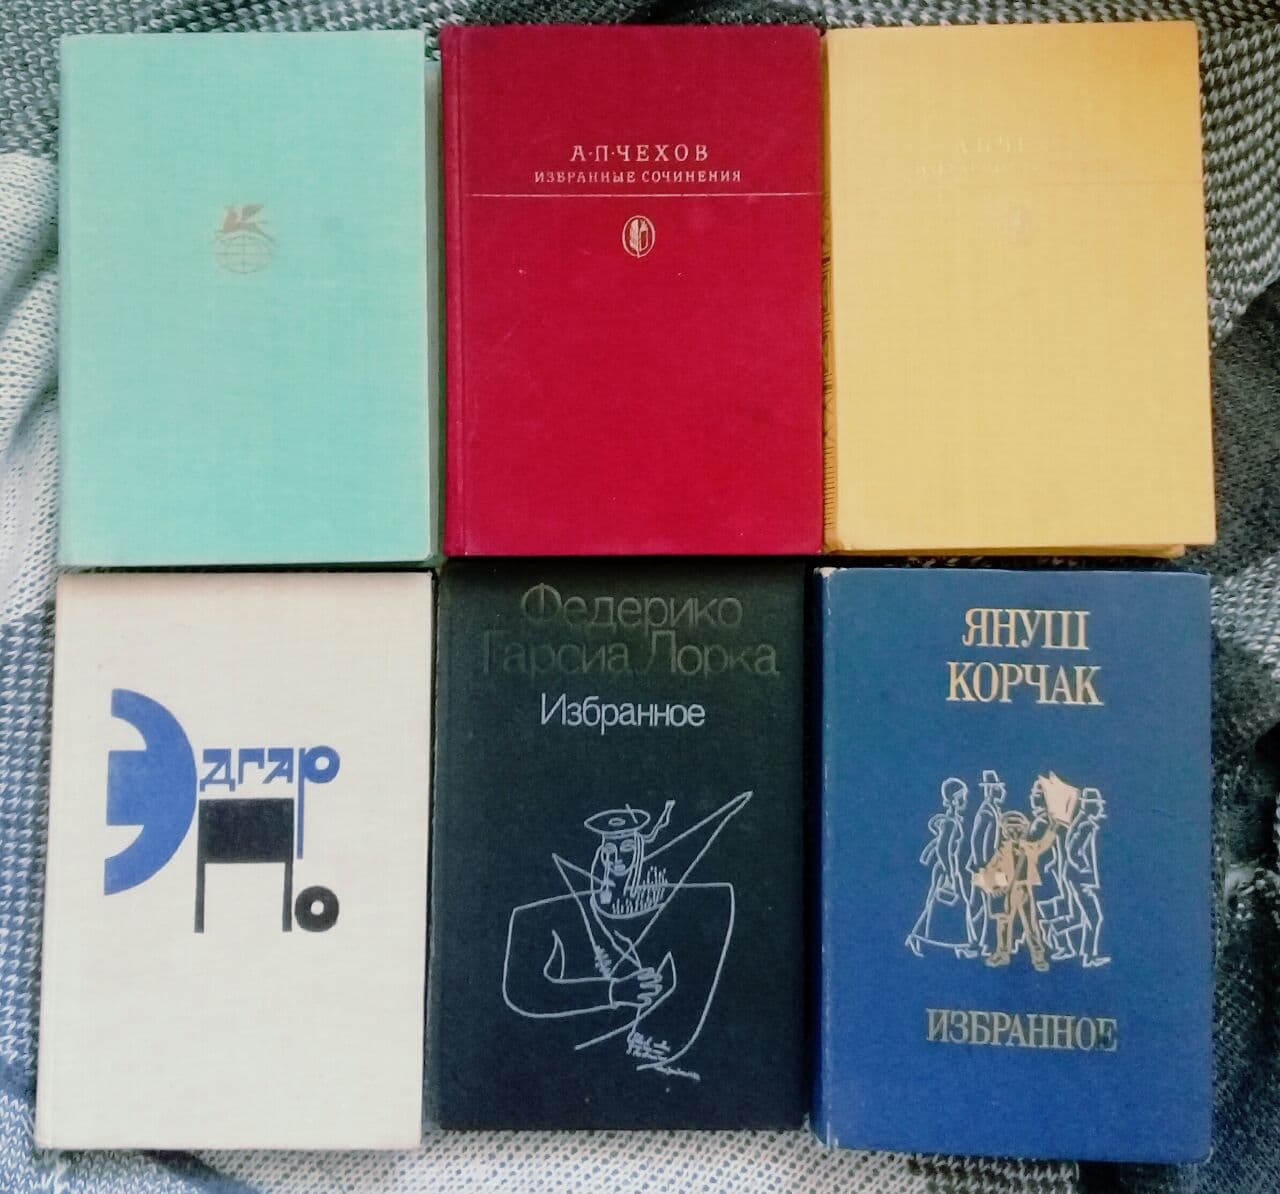 А·П·ЧЕХОВ
ИЗБРАННЫЕ СОЧИНЕНИЯ
Эдгар
По
Федерико
Гарсиа Лорка
Избранное
ЯНУШ
КОРЧАК
ИЗБРАННОЕ